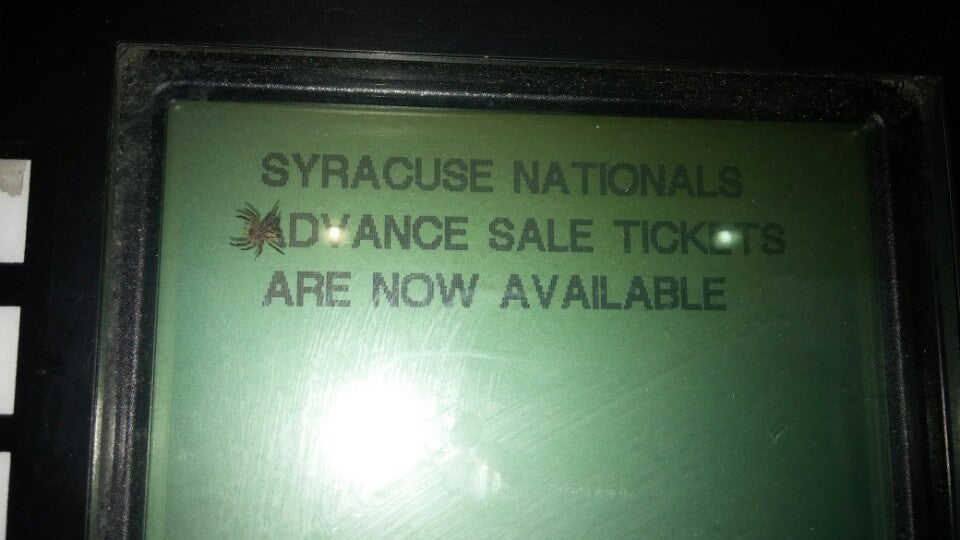 SYRACUSE NATIONALS
ADVANCE SALE TICKETS
ARE NOW AVAILABLE